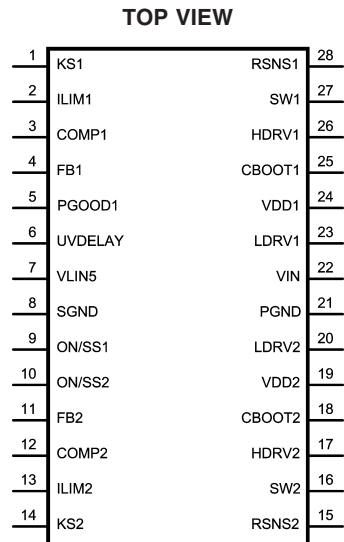 TOP VIEW
1 KS1 RSNS1 28
2 ILIM1 SW1 27
3 COMP1 HDRV1 26
4 FB1 CBOOT1 25
5 PGOOD1 VDD1 24
6 UVDELAY LDRV1 23
7 VLIN5 VIN 22
8 SGND PGND 21
9 ON/SS1 LDRV2 20
10 ON/SS2 VDD2 19
11 FB2 CBOOT2 18
12 COMP2 HDRV2 17
13 ILIM2 SW2 16
14 KS2 RSNS2 15